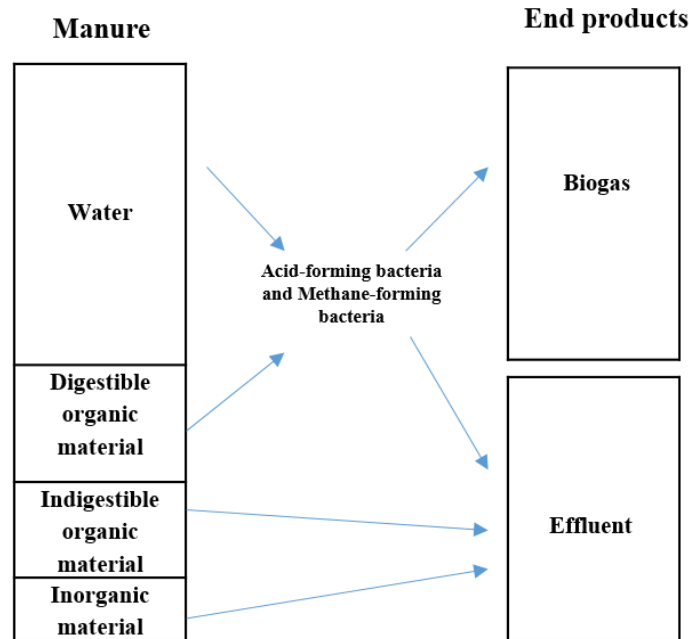 Manure
End products
Water
Biogas
Acid-forming bacteria
and Methane-forming
bacteria
Digestible
organic
material
Indigestible
organic
material
Effluent
Inorganic
material